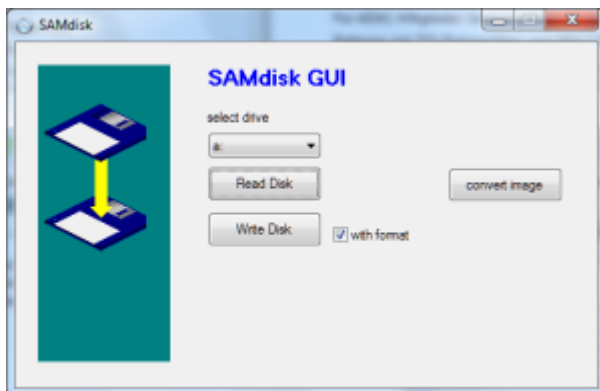 SAMdisk
SAMdisk GUI
select drive
a:
Read Disk
convert image
Write Disk
with format